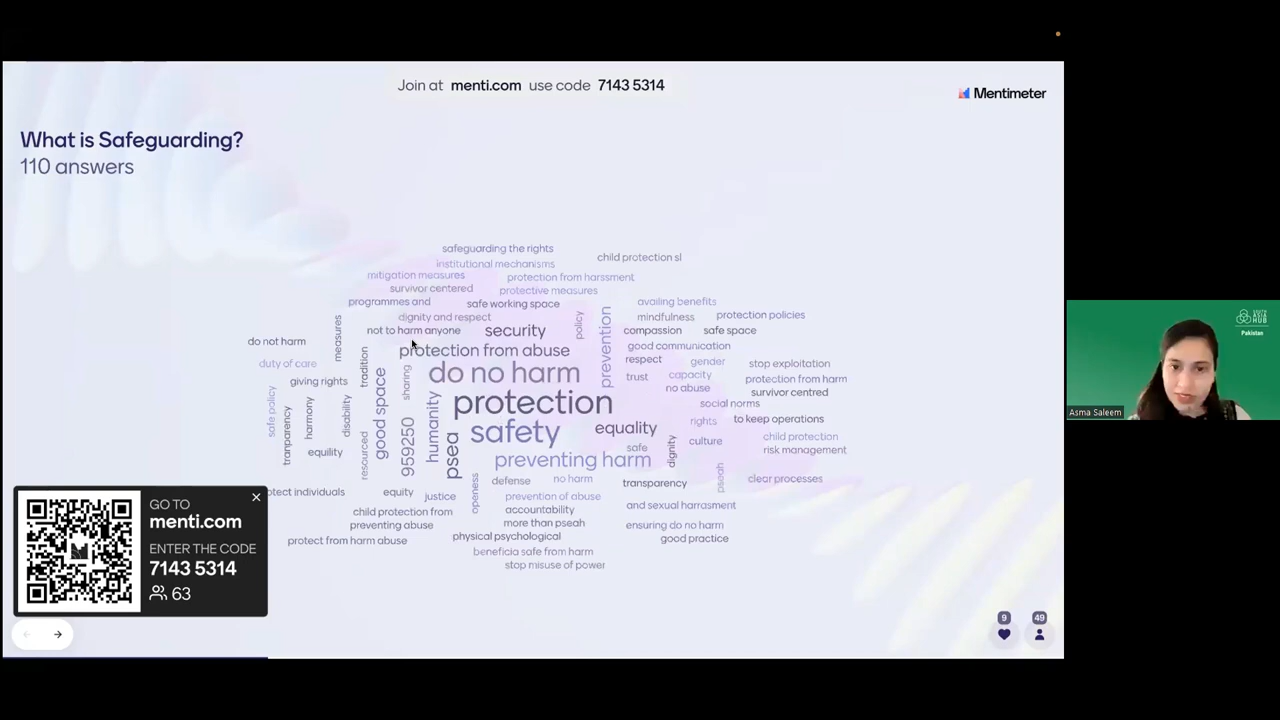 Join at menti.com use code 7143 5314
Mentimeter
What is Safeguarding?
110 answers
safeguarding the rights
child protection sl
institutional mechanisms
mitigation measures
protection from harssment
survivor centered
protective measures
programmes and
safe working space
availing benefits
dignity and respect
policy
mindfulness
protection policies
measures
not to harm anyone
security
prevention
compassion
safe space
do not harm
tradition
protection from abuse
good communication
duty of care
sharing
do no harm
respect
gender
stop exploitation
giving rights
good space
trust
capacity
protection from harm
safe policy
harmony
disability
humanity
protection
no abuse
survivor centred
tranparency
959250
social norms
resourced
psea
safety
equality
rights
to keep operations
equility
safe
dignity
culture
child protection
preventing harm
risk management
otect individuals
equity
justice
openess
defense
no harm
transparency
pseah
clear processes
prevention of abuse
child protection from
accountability
and sexual harrasment
preventing abuse
more than pseah
ensuring do no harm
protect from harm abuse
physical psychological
good practice
beneficia safe from harm
stop misuse of power
GO TO
menti.com
ENTER THE CODE
7143 5314
63
9
49
HUB
Pakistan
Asma Saleem